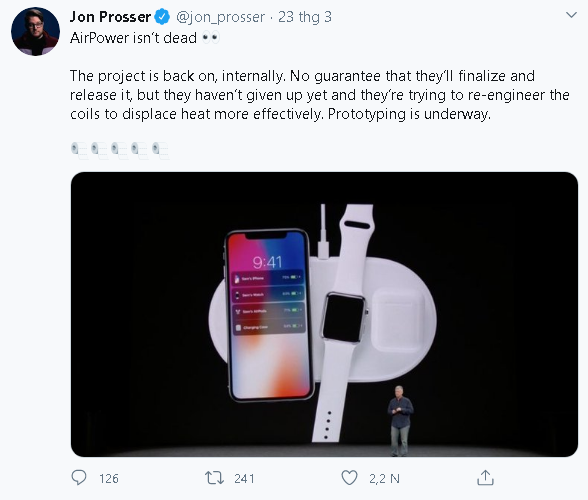 Jon Prosser @jon_prosser · 23 thg 3
AirPower isn't dead 👀
The project is back on, internally. No guarantee that they'll finalize and
release it, but they haven't given up yet and they're trying to re-engineer the
coils to displace heat more effectively. Prototyping is underway.
🧻🧻🧻🧻🧻
9:41
126 241 2,2 N